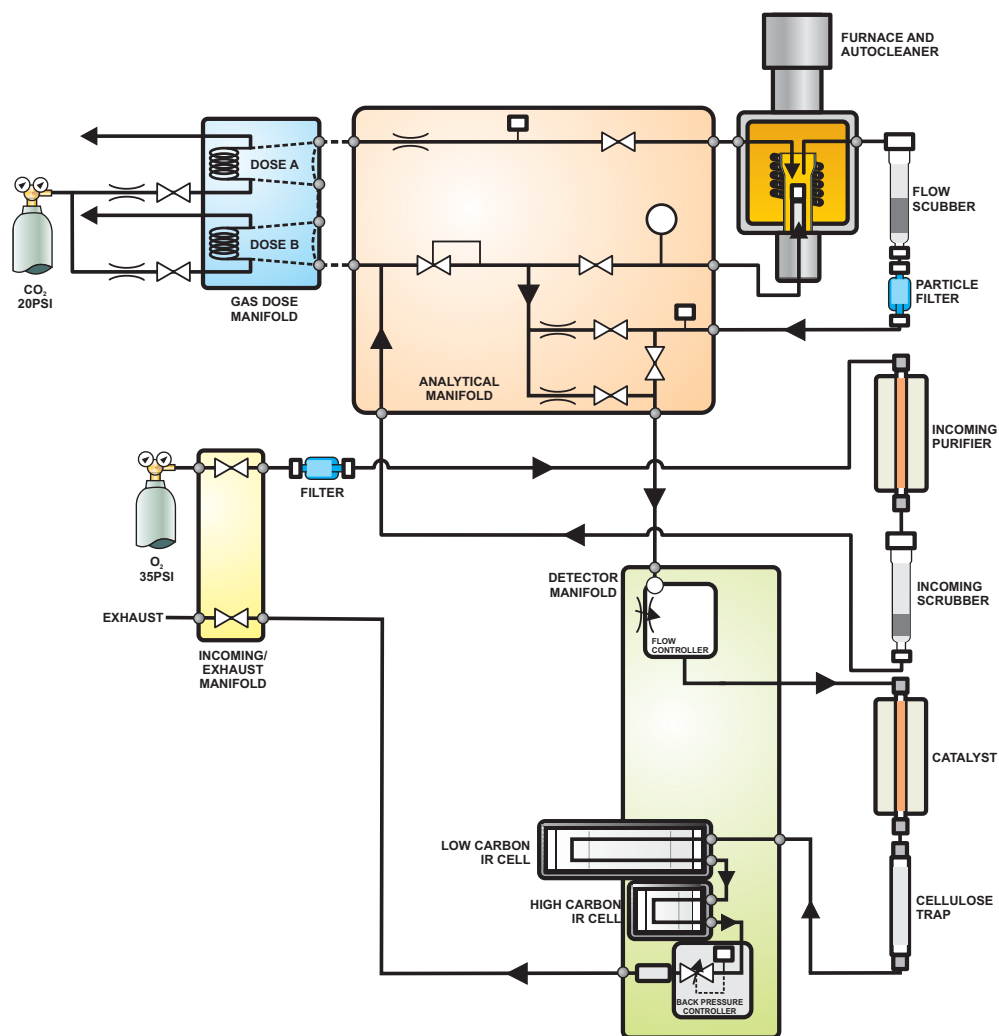 FURNACE AND
AUTOCLEANER
DOSE A
DOSE B
CO₂
20PSI
GAS DOSE
MANIFOLD
FLOW
SCUBBER
PARTICLE
FILTER
ANALYTICAL
MANIFOLD
INCOMING
PURIFIER
FILTER
O₂
35PSI
DETECTOR
MANIFOLD
INCOMING
SCRUBBER
EXHAUST
FLOW
CONTROLLER
INCOMING/
EXHAUST
MANIFOLD
CATALYST
LOW CARBON
IR CELL
HIGH CARBON
IR CELL
CELLULOSE
TRAP
BACK PRESSURE
CONTROLLER